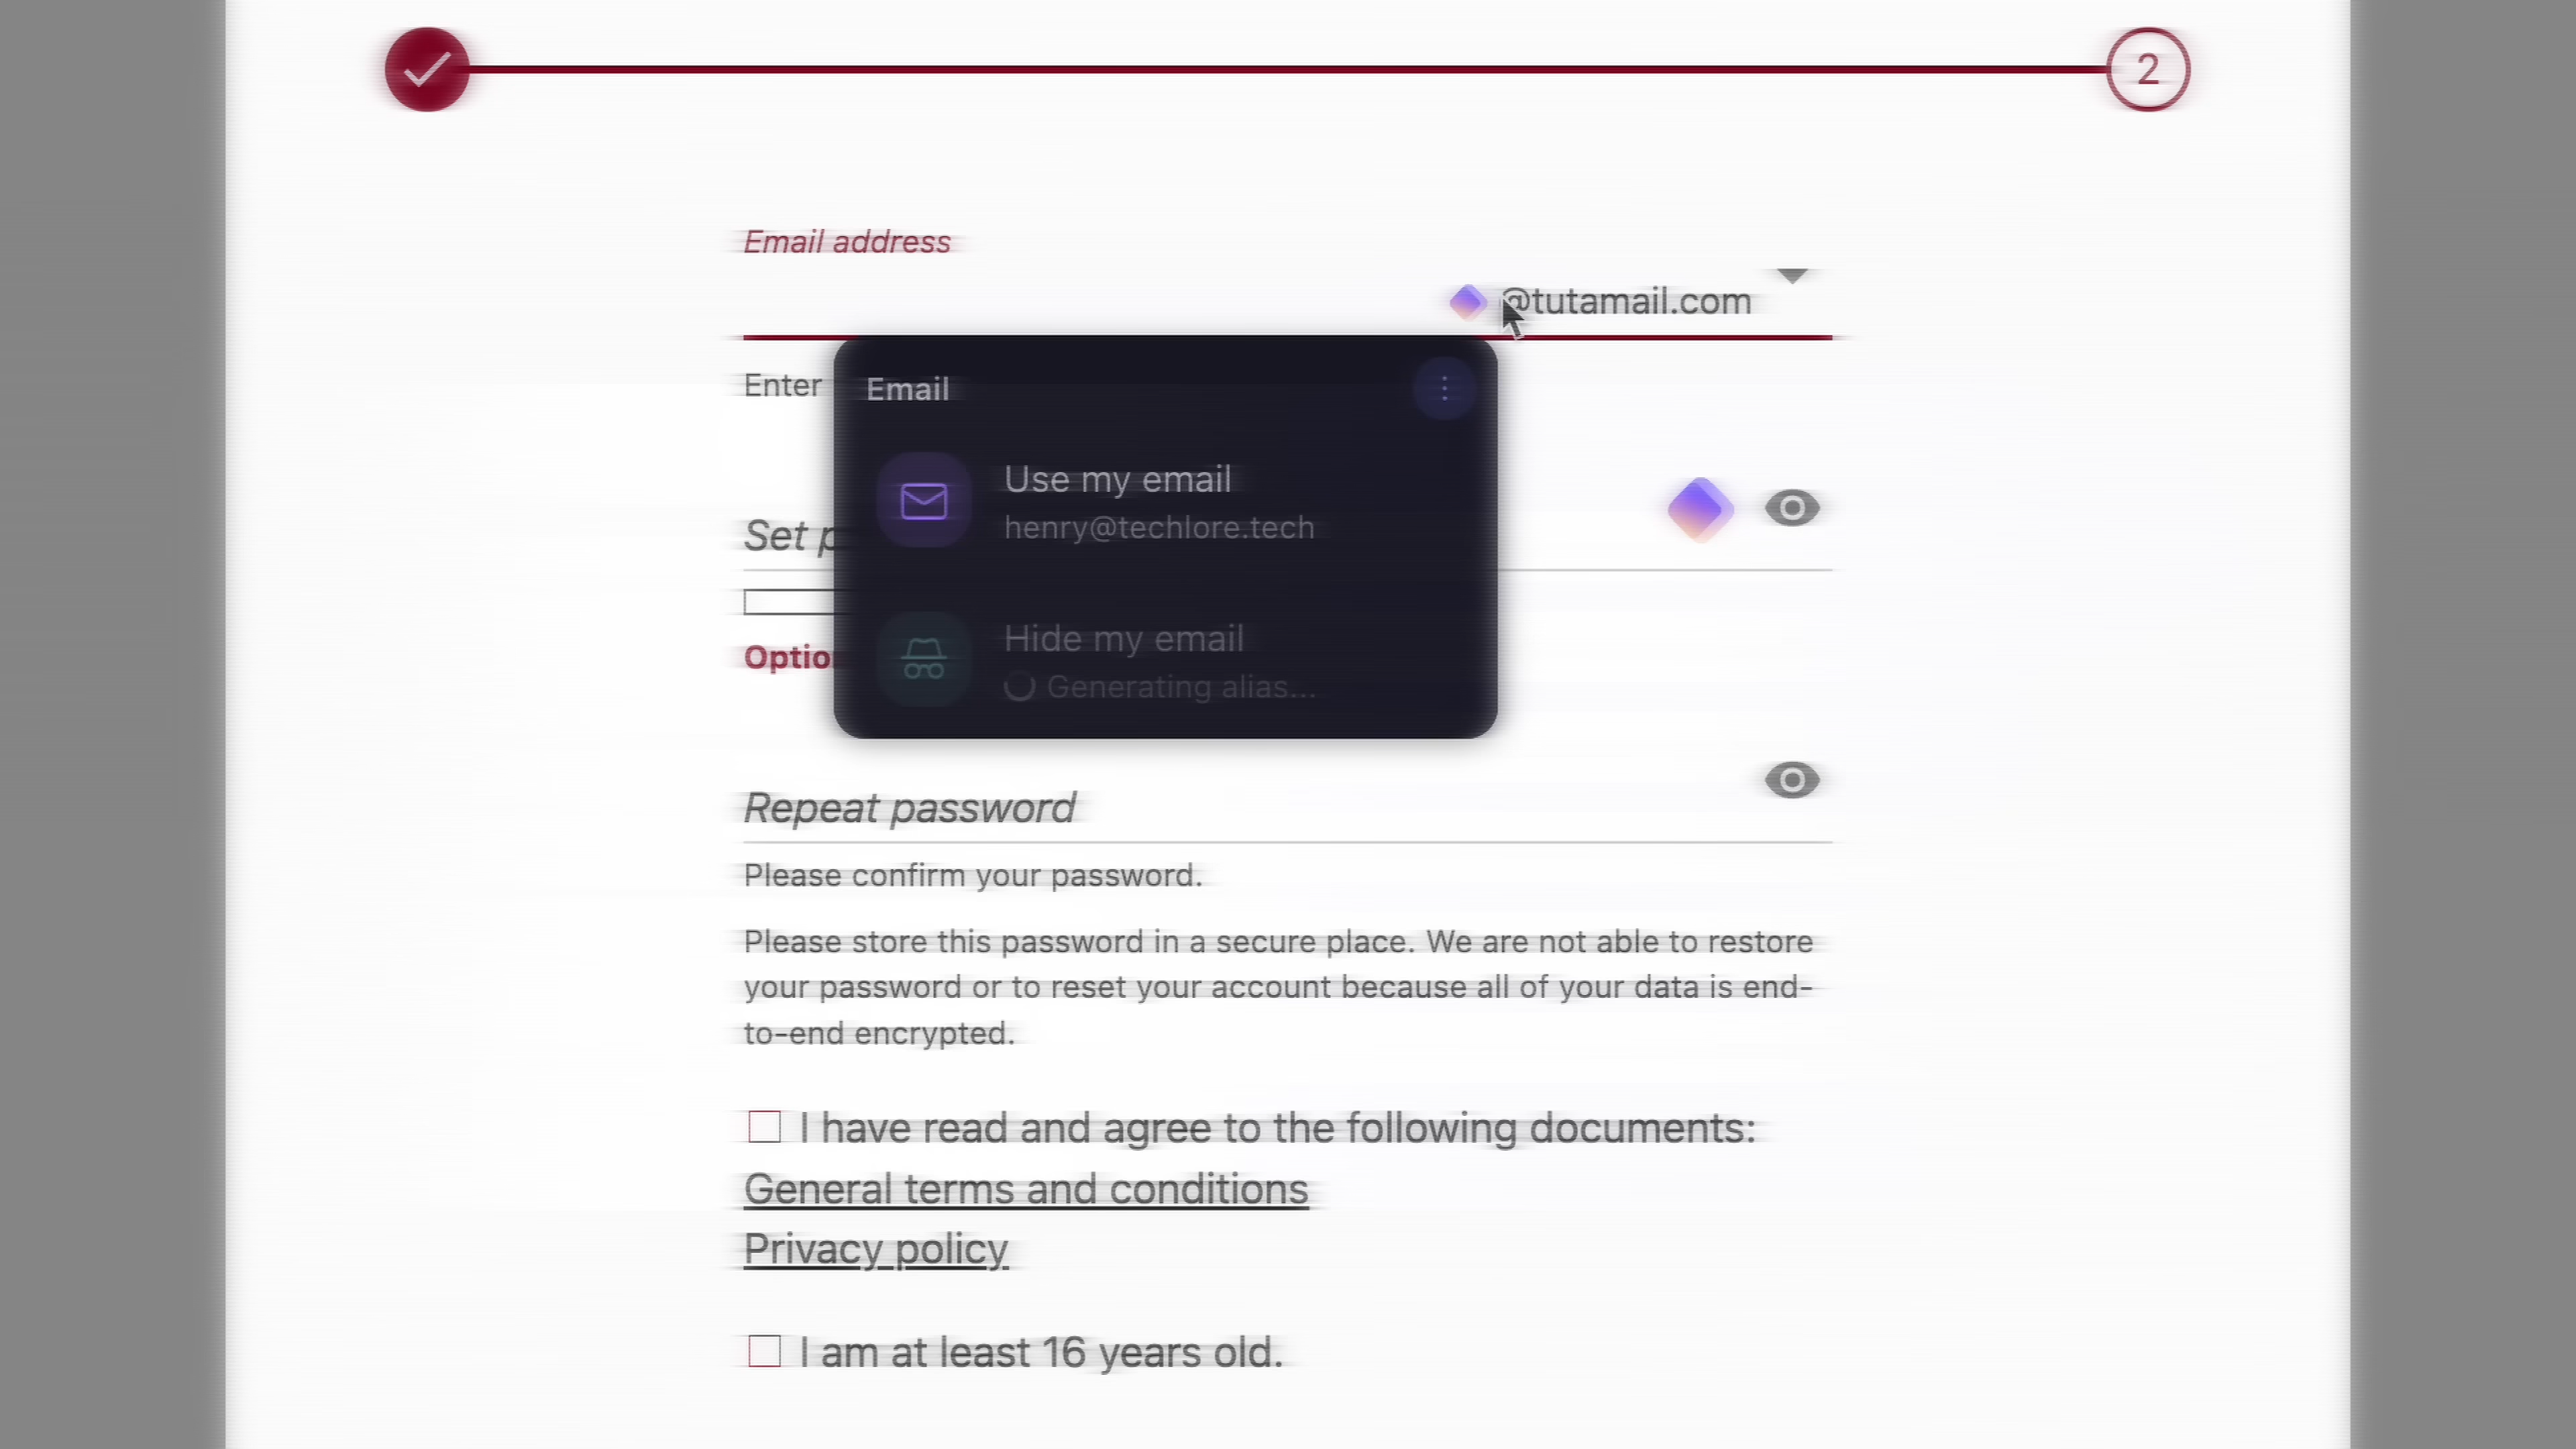 2
Email address
@tutamail.com
Enter
Email
Use my email
henry@techlore.tech
Set p
Hide my email
Generating alias...
Optio
Repeat password
Please confirm your password.
Please store this password in a secure place. We are not able to restore
your password or to reset your account because all of your data is end-
to-end encrypted.
I have read and agree to the following documents:
General terms and conditions
Privacy policy
I am at least 16 years old.